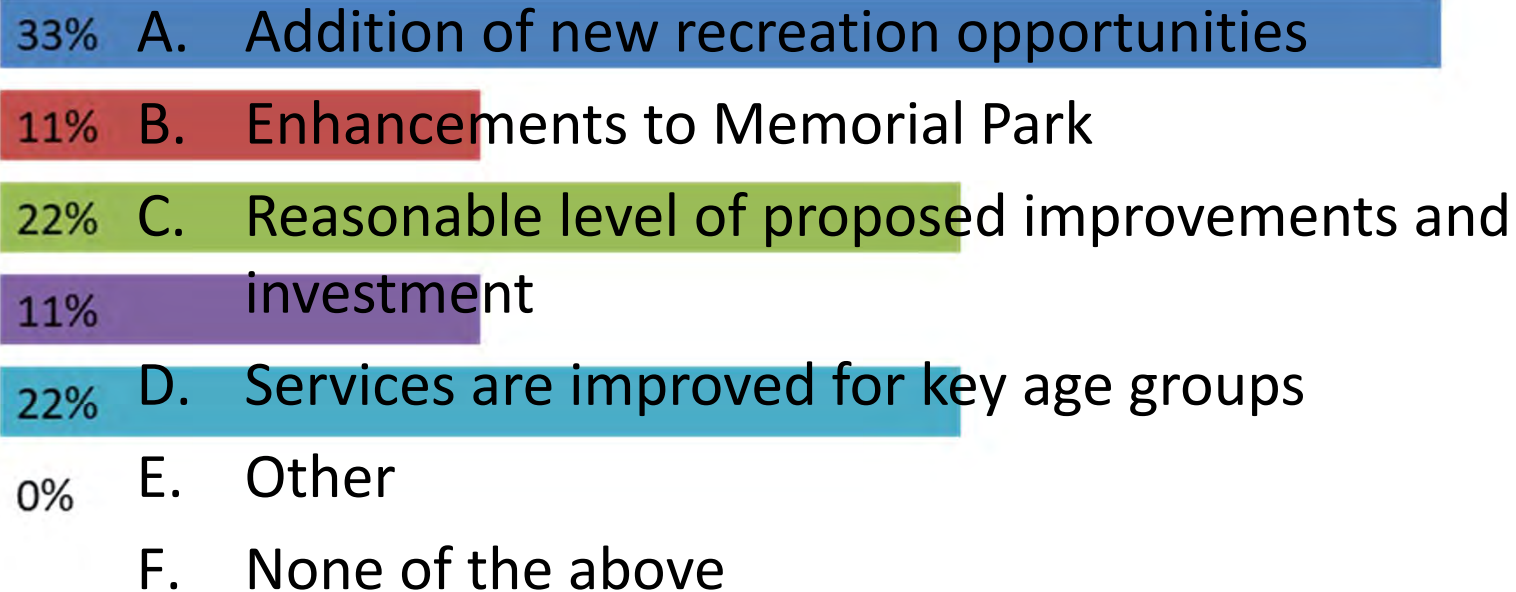 33% A. Addition of new recreation opportunities
11% B. Enhancements to Memorial Park
22% C. Reasonable level of proposed improvements and
11% investment
22% D. Services are improved for key age groups
0% E. Other
F. None of the above